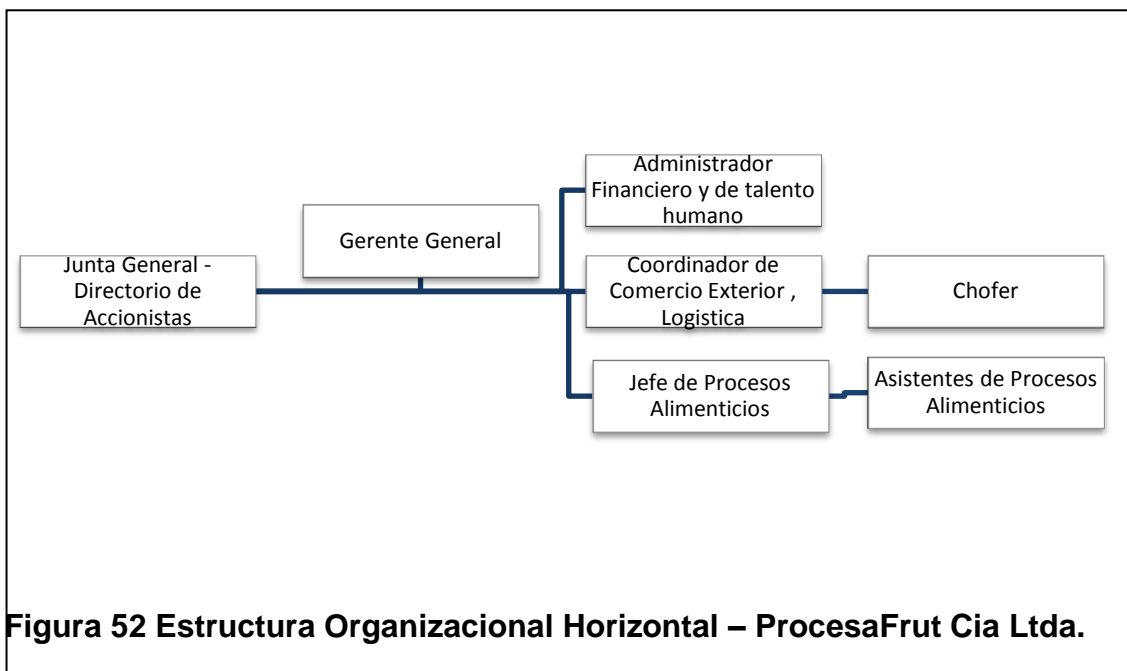 Junta General -
Directorio de
Accionistas
Gerente General
Administrador
Financiero y de talento
humano
Coordinador de
Comercio Exterior ,
Logistica
Chofer
Jefe de Procesos
Alimenticios
Asistentes de Procesos
Alimenticios
Figura 52 Estructura Organizacional Horizontal – ProcesaFrut Cia Ltda.